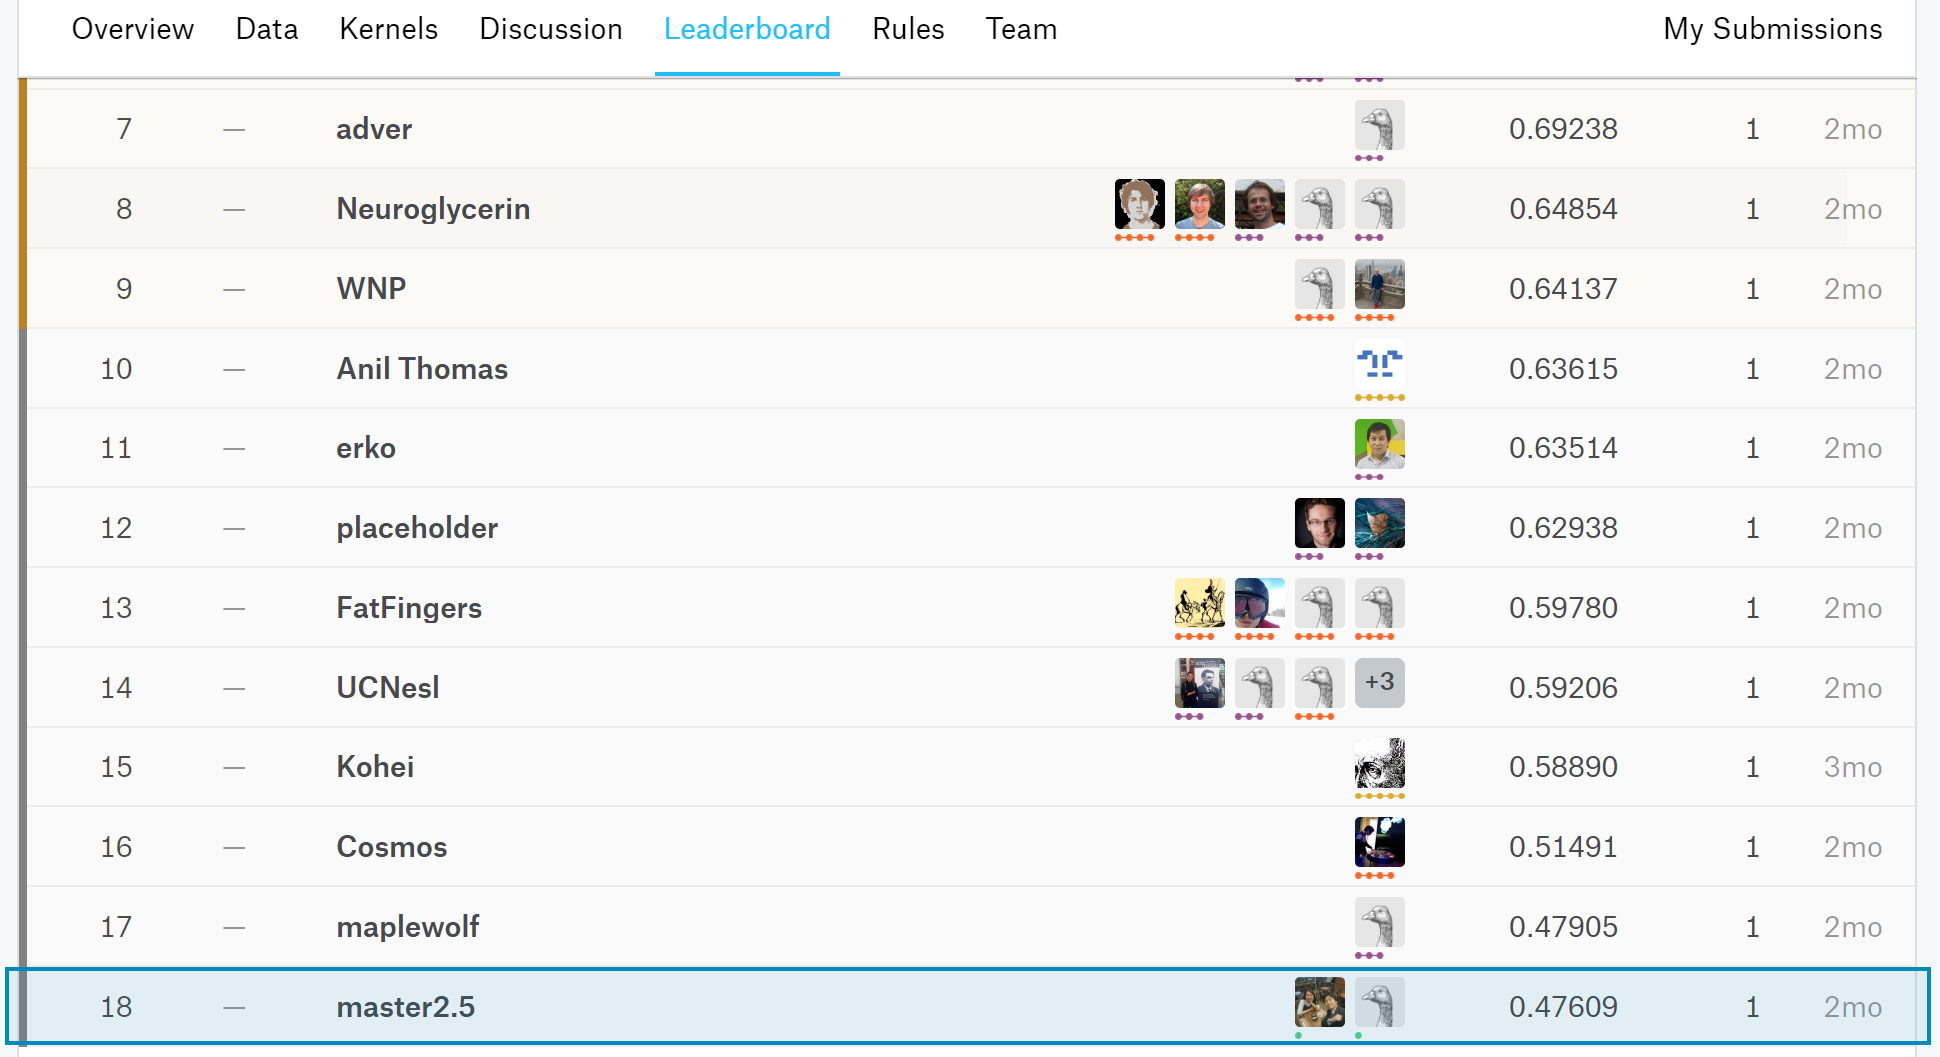 Overview Data Kernels Discussion Leaderboard Rules Team My Submissions
7 — adver 0.69238 1 2mo
8 — Neuroglycerin 0.64854 1 2mo
9 — WNP 0.64137 1 2mo
10 — Anil Thomas 0.63615 1 2mo
11 — erko 0.63514 1 2mo
12 — placeholder 0.62938 1 2mo
13 — FatFingers 0.59780 1 2mo
14 — UCNesl +3 0.59206 1 2mo
15 — Kohei 0.58890 1 3mo
16 — Cosmos 0.51491 1 2mo
17 — maplewolf 0.47905 1 2mo
18 — master2.5 0.47609 1 2mo